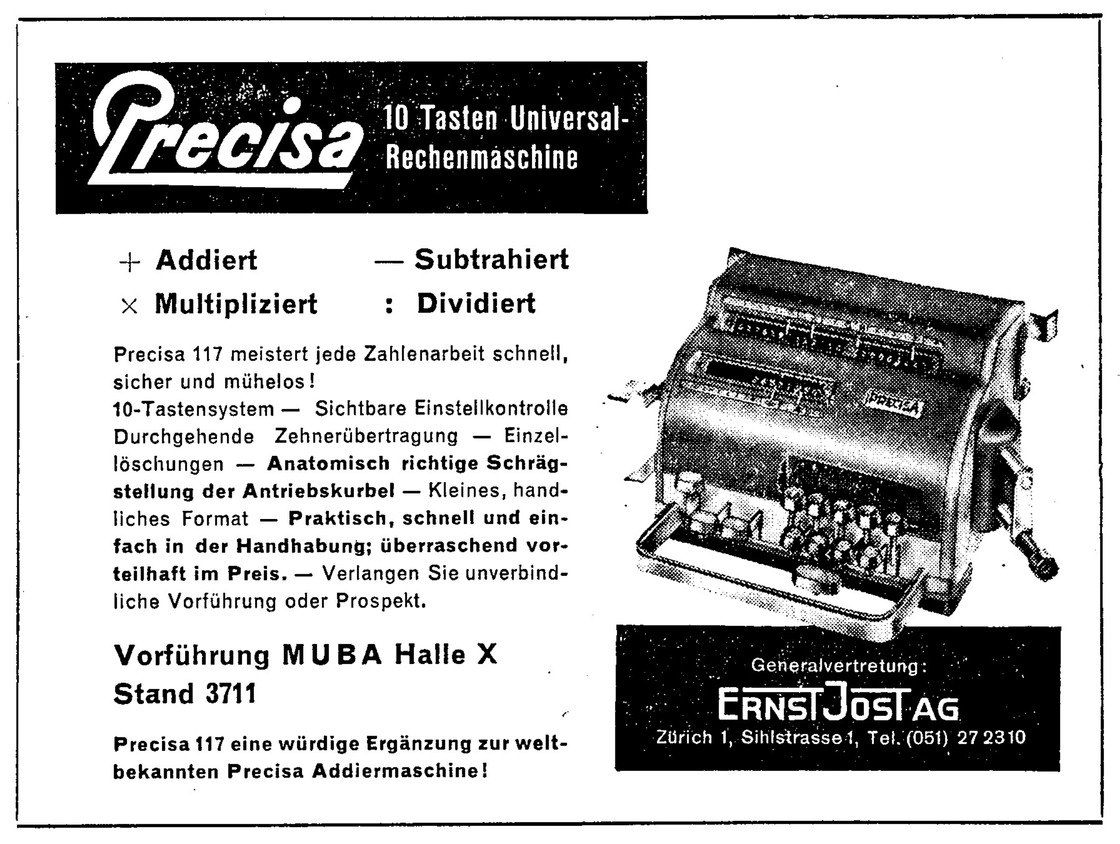 Precisa
10 Tasten Universal-
Rechenmaschine
+ Addiert — Subtrahiert
× Multipliziert : Dividiert
Precisa 117 meistert jede Zahlenarbeit schnell,
sicher und mühelos!
10-Tastensystem — Sichtbare Einstellkontrolle
Durchgehende Zehnerübertragung — Einzel-
löschungen — Anatomisch richtige Schräg-
stellung der Antriebskurbel — Kleines, hand-
liches Format — Praktisch, schnell und ein-
fach in der Handhabung; überraschend vor-
teilhaft im Preis. — Verlangen Sie unverbind-
liche Vorführung oder Prospekt.
Vorführung MUBA Halle X
Stand 3711
Precisa 117 eine würdige Ergänzung zur welt-
bekannten Precisa Addiermaschine!
PRECISA
Generalvertretung:
ERNST JOST AG
Zürich 1, Sihlstrasse 1, Tel. (051) 27 23 10